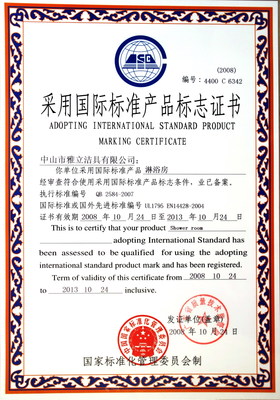 (2008)
编号：4400 C 6342
采用国际标准产品标志证书
ADOPTING INTERNATIONAL STANDARD PRODUCT
MARKING CERTIFICATE
中山市雅立洁具有限公司：
你单位采用国际标准产品 淋浴房
经审查符合使用采用国际标准产品标志条件，业已备案。
执行标准编号 QB 2584-2007
国际标准或国外先进标准编号 UL1795 EN14428-2004
证书有效期 2008 年 10 月 24 日至 2013 年 10 月 24 日
This is to certify that your product Shower room
adopting International Standard has
been assessed to be qualified for using the adopting
international standard product mark and has been registered.
Term of validity of this certificate from 2008 10 24
to 2013 10 24 inclusive.
发证单位(盖章)
2008 年 10 月 24 日
国家标准化管理委员会制